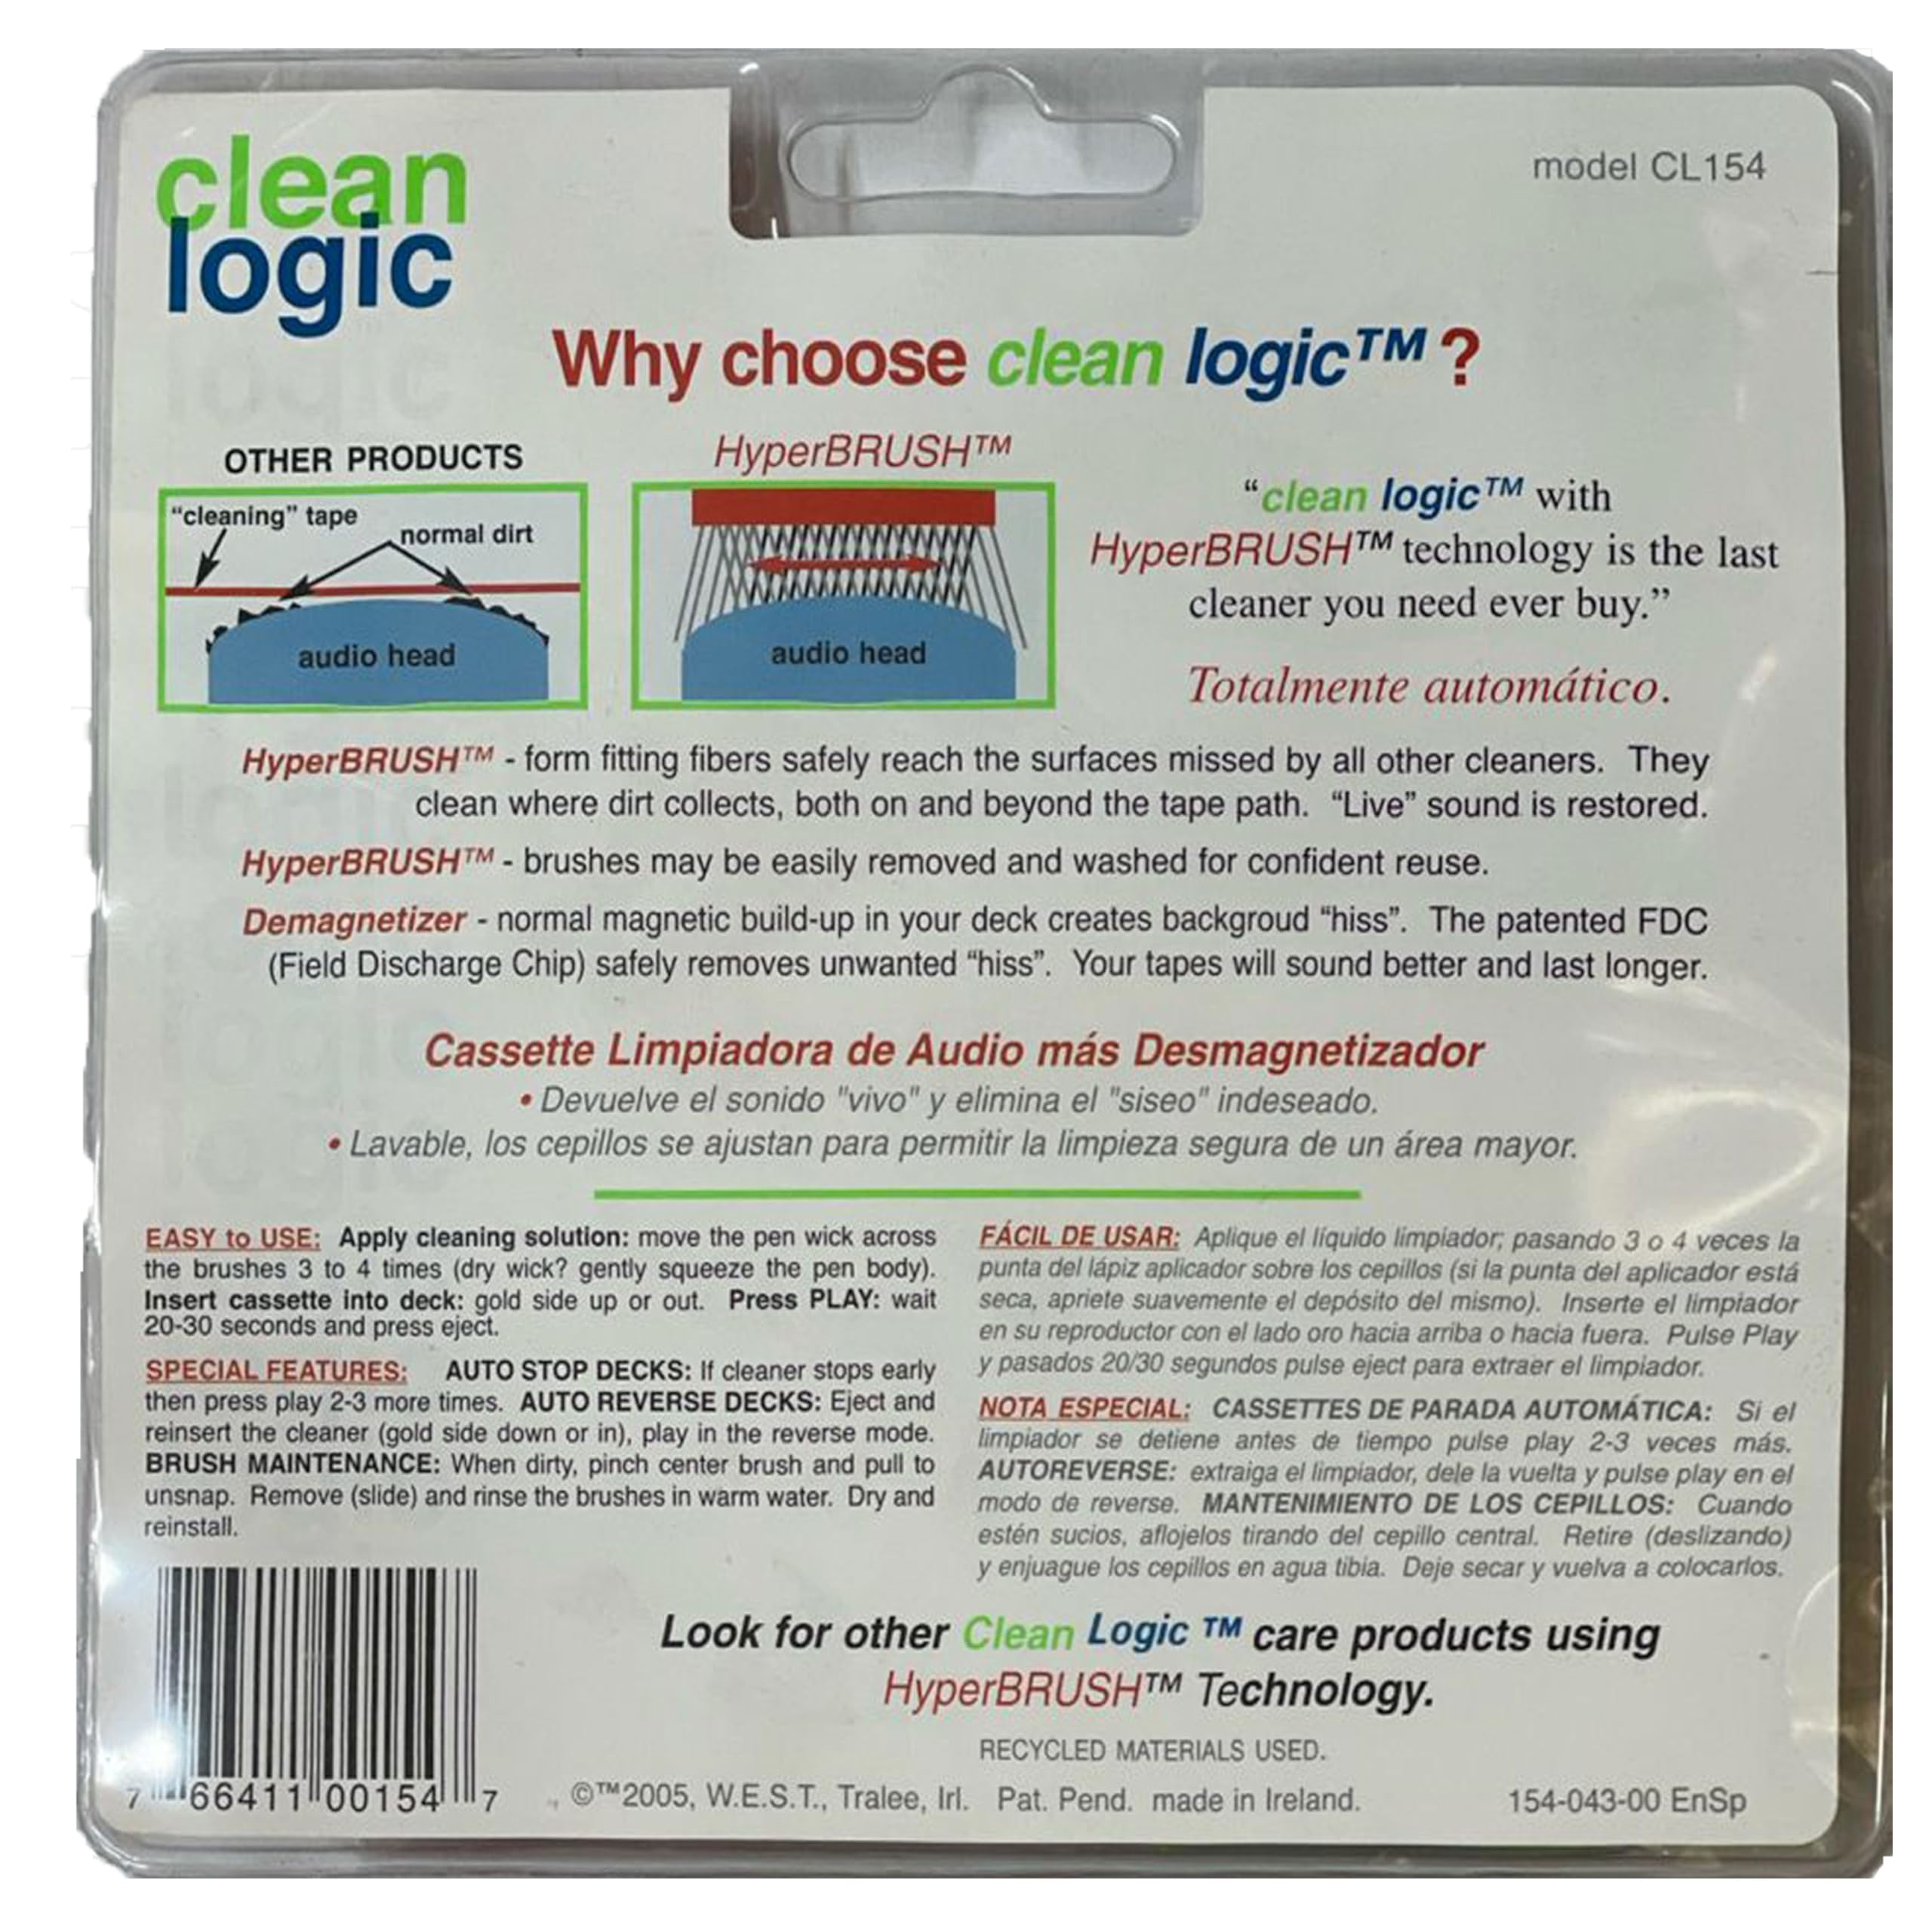 clean
logic
model CL154
Why choose clean logic™ ?
OTHER PRODUCTS
"cleaning" tape
normal dirt
audio head
HyperBRUSH™
audio head
“clean logic™ with
HyperBRUSH™ technology is the last
cleaner you need ever buy.”
Totalmente automático.
HyperBRUSH™ - form fitting fibers safely reach the surfaces missed by all other cleaners. They
clean where dirt collects, both on and beyond the tape path. “Live” sound is restored.
HyperBRUSH™ - brushes may be easily removed and washed for confident reuse.
Demagnetizer - normal magnetic build-up in your deck creates backgroud “hiss”. The patented FDC
(Field Discharge Chip) safely removes unwanted “hiss”. Your tapes will sound better and last longer.
Cassette Limpiadora de Audio más Desmagnetizador
• Devuelve el sonido "vivo" y elimina el "siseo" indeseado.
• Lavable, los cepillos se ajustan para permitir la limpieza segura de un área mayor.
EASY to USE: Apply cleaning solution: move the pen wick across
the brushes 3 to 4 times (dry wick? gently squeeze the pen body).
Insert cassette into deck: gold side up or out. Press PLAY: wait
20-30 seconds and press eject.
SPECIAL FEATURES: AUTO STOP DECKS: If cleaner stops early
then press play 2-3 more times. AUTO REVERSE DECKS: Eject and
reinsert the cleaner (gold side down or in), play in the reverse mode.
BRUSH MAINTENANCE: When dirty, pinch center brush and pull to
unsnap. Remove (slide) and rinse the brushes in warm water. Dry and
reinstall.
FÁCIL DE USAR: Aplique el líquido limpiador; pasando 3 o 4 veces la
punta del lápiz aplicador sobre los cepillos (si la punta del aplicador está
seca, apriete suavemente el depósito del mismo). Inserte el limpiador
en su reproductor con el lado oro hacia arriba o hacia fuera. Pulse Play
y pasados 20/30 segundos pulse eject para extraer el limpiador.
NOTA ESPECIAL: CASSETTES DE PARADA AUTOMÁTICA: Si el
limpiador se detiene antes de tiempo pulse play 2-3 veces más.
AUTOREVERSE: extraiga el limpiador, dele la vuelta y pulse play en el
modo de reverse. MANTENIMIENTO DE LOS CEPILLOS: Cuando
estén sucios, aflojelos tirando del cepillo central. Retire (deslizando)
y enjuague los cepillos en agua tibia. Deje secar y vuelva a colocarlos.
Look for other Clean Logic ™ care products using
HyperBRUSH™ Technology.
RECYCLED MATERIALS USED.
7 66411 00154 7
©™2005, W.E.S.T., Tralee, Irl. Pat. Pend. made in Ireland.
154-043-00 EnSp